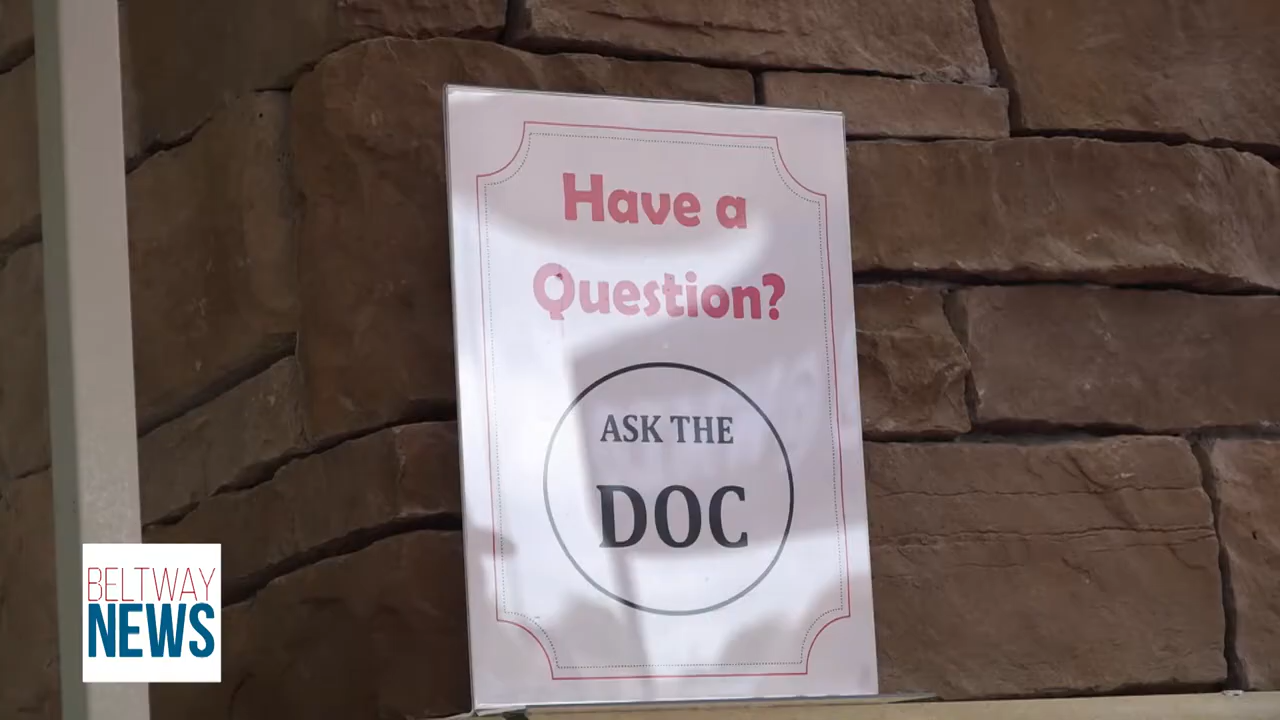 Have a
Question?
ASK THE
DOC
BELTWAY
NEWS